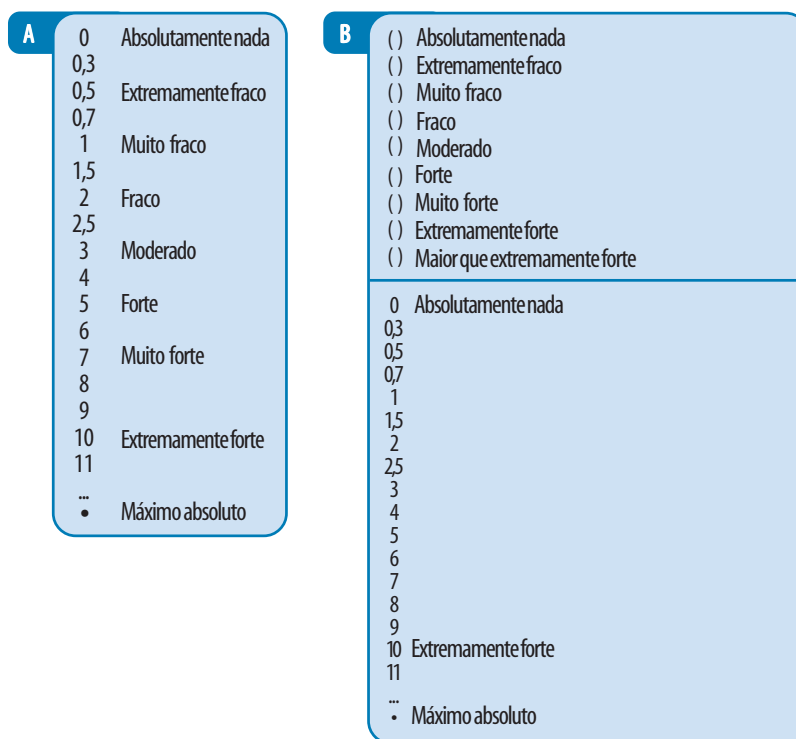 A
0 Absolutamente nada
0,3
0,5 Extremamente fraco
0,7
1 Muito fraco
1,5
2 Fraco
2,5
3 Moderado
4
5 Forte
6
7 Muito forte
8
9
10 Extremamente forte
11
...
• Máximo absoluto
B
( ) Absolutamente nada
( ) Extremamente fraco
( ) Muito fraco
( ) Fraco
( ) Moderado
( ) Forte
( ) Muito forte
( ) Extremamente forte
( ) Maior que extremamente forte
0 Absolutamente nada
0,3
0,5
0,7
1
1,5
2
2,5
3
4
5
6
7
8
9
10 Extremamente forte
11
...
• Máximo absoluto